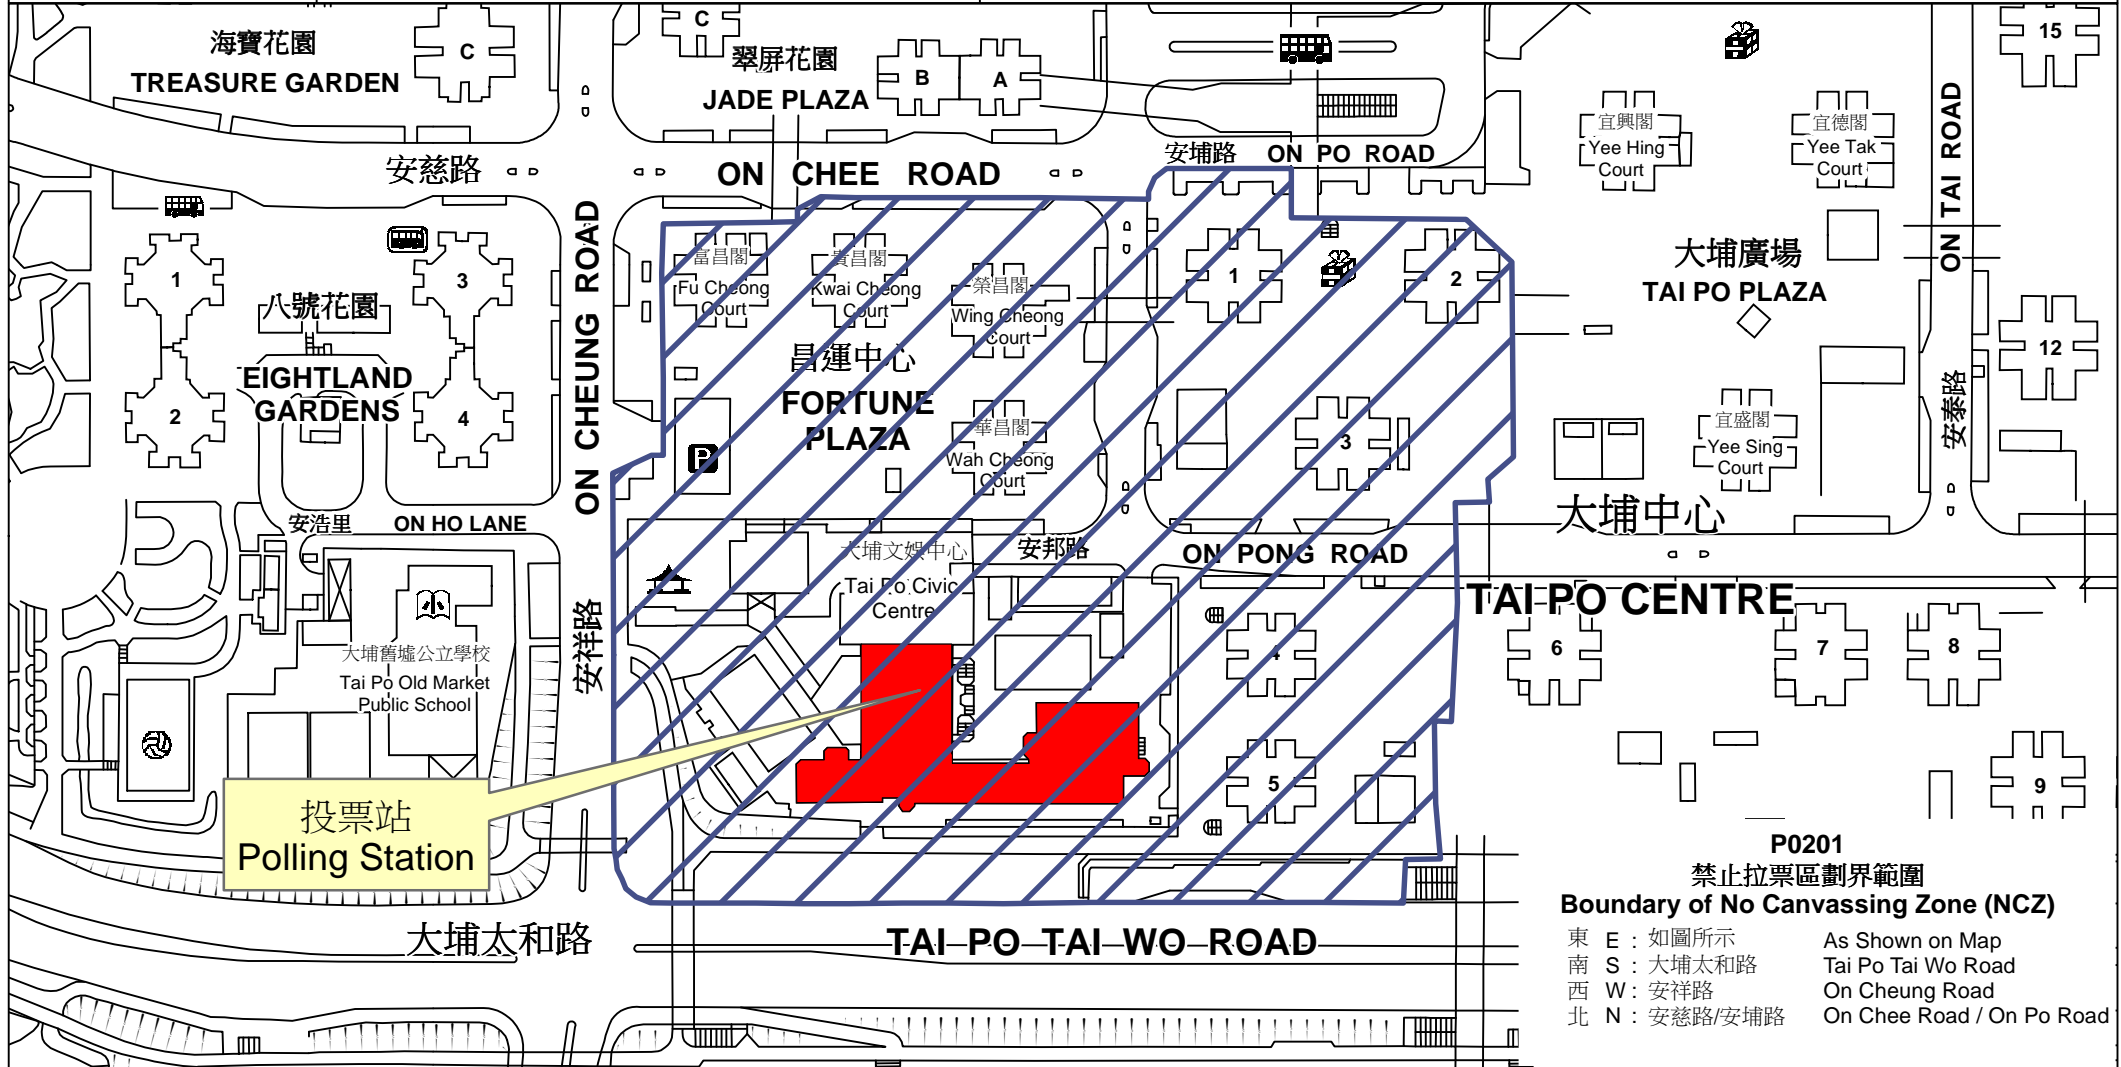 海寶花園
TREASURE GARDEN
C
C
翠屏花園
JADE PLAZA
B
A
15
宜興閣
Yee Hing
Court
宜德閣
Yee Tak
Court
ON TAI ROAD
安慈路
ON CHEE ROAD
安埔路 ON PO ROAD
1
八號花園
3
EIGHTLAND
GARDENS
2
4
ON CHEUNG ROAD
富昌閣
Fu Cheong
Court
貴昌閣
Kwai Cheong
Court
榮昌閣
Wing Cheong
Court
昌運中心
FORTUNE
PLAZA
華昌閣
Wah Cheong
Court
P
1
2
3
大埔廣場
TAI PO PLAZA
12
安泰路
宜盛閣
Yee Sing
Court
大埔中心
TAI PO CENTRE
安浩里
ON HO LANE
大埔文娛中心
Tai Po Civic
Centre
安邦路
ON PONG ROAD
安祥路
大埔舊墟公立學校
Tai Po Old Market
Public School
4
5
6
7
8
9
投票站
Polling Station
大埔太和路
TAI PO TAI WO ROAD
P0201
禁止拉票區劃界範圍
Boundary of No Canvassing Zone (NCZ)
東 E : 如圖所示 As Shown on Map
南 S : 大埔太和路 Tai Po Tai Wo Road
西 W : 安祥路 On Cheung Road
北 N : 安慈路/安埔路 On Chee Road / On Po Road